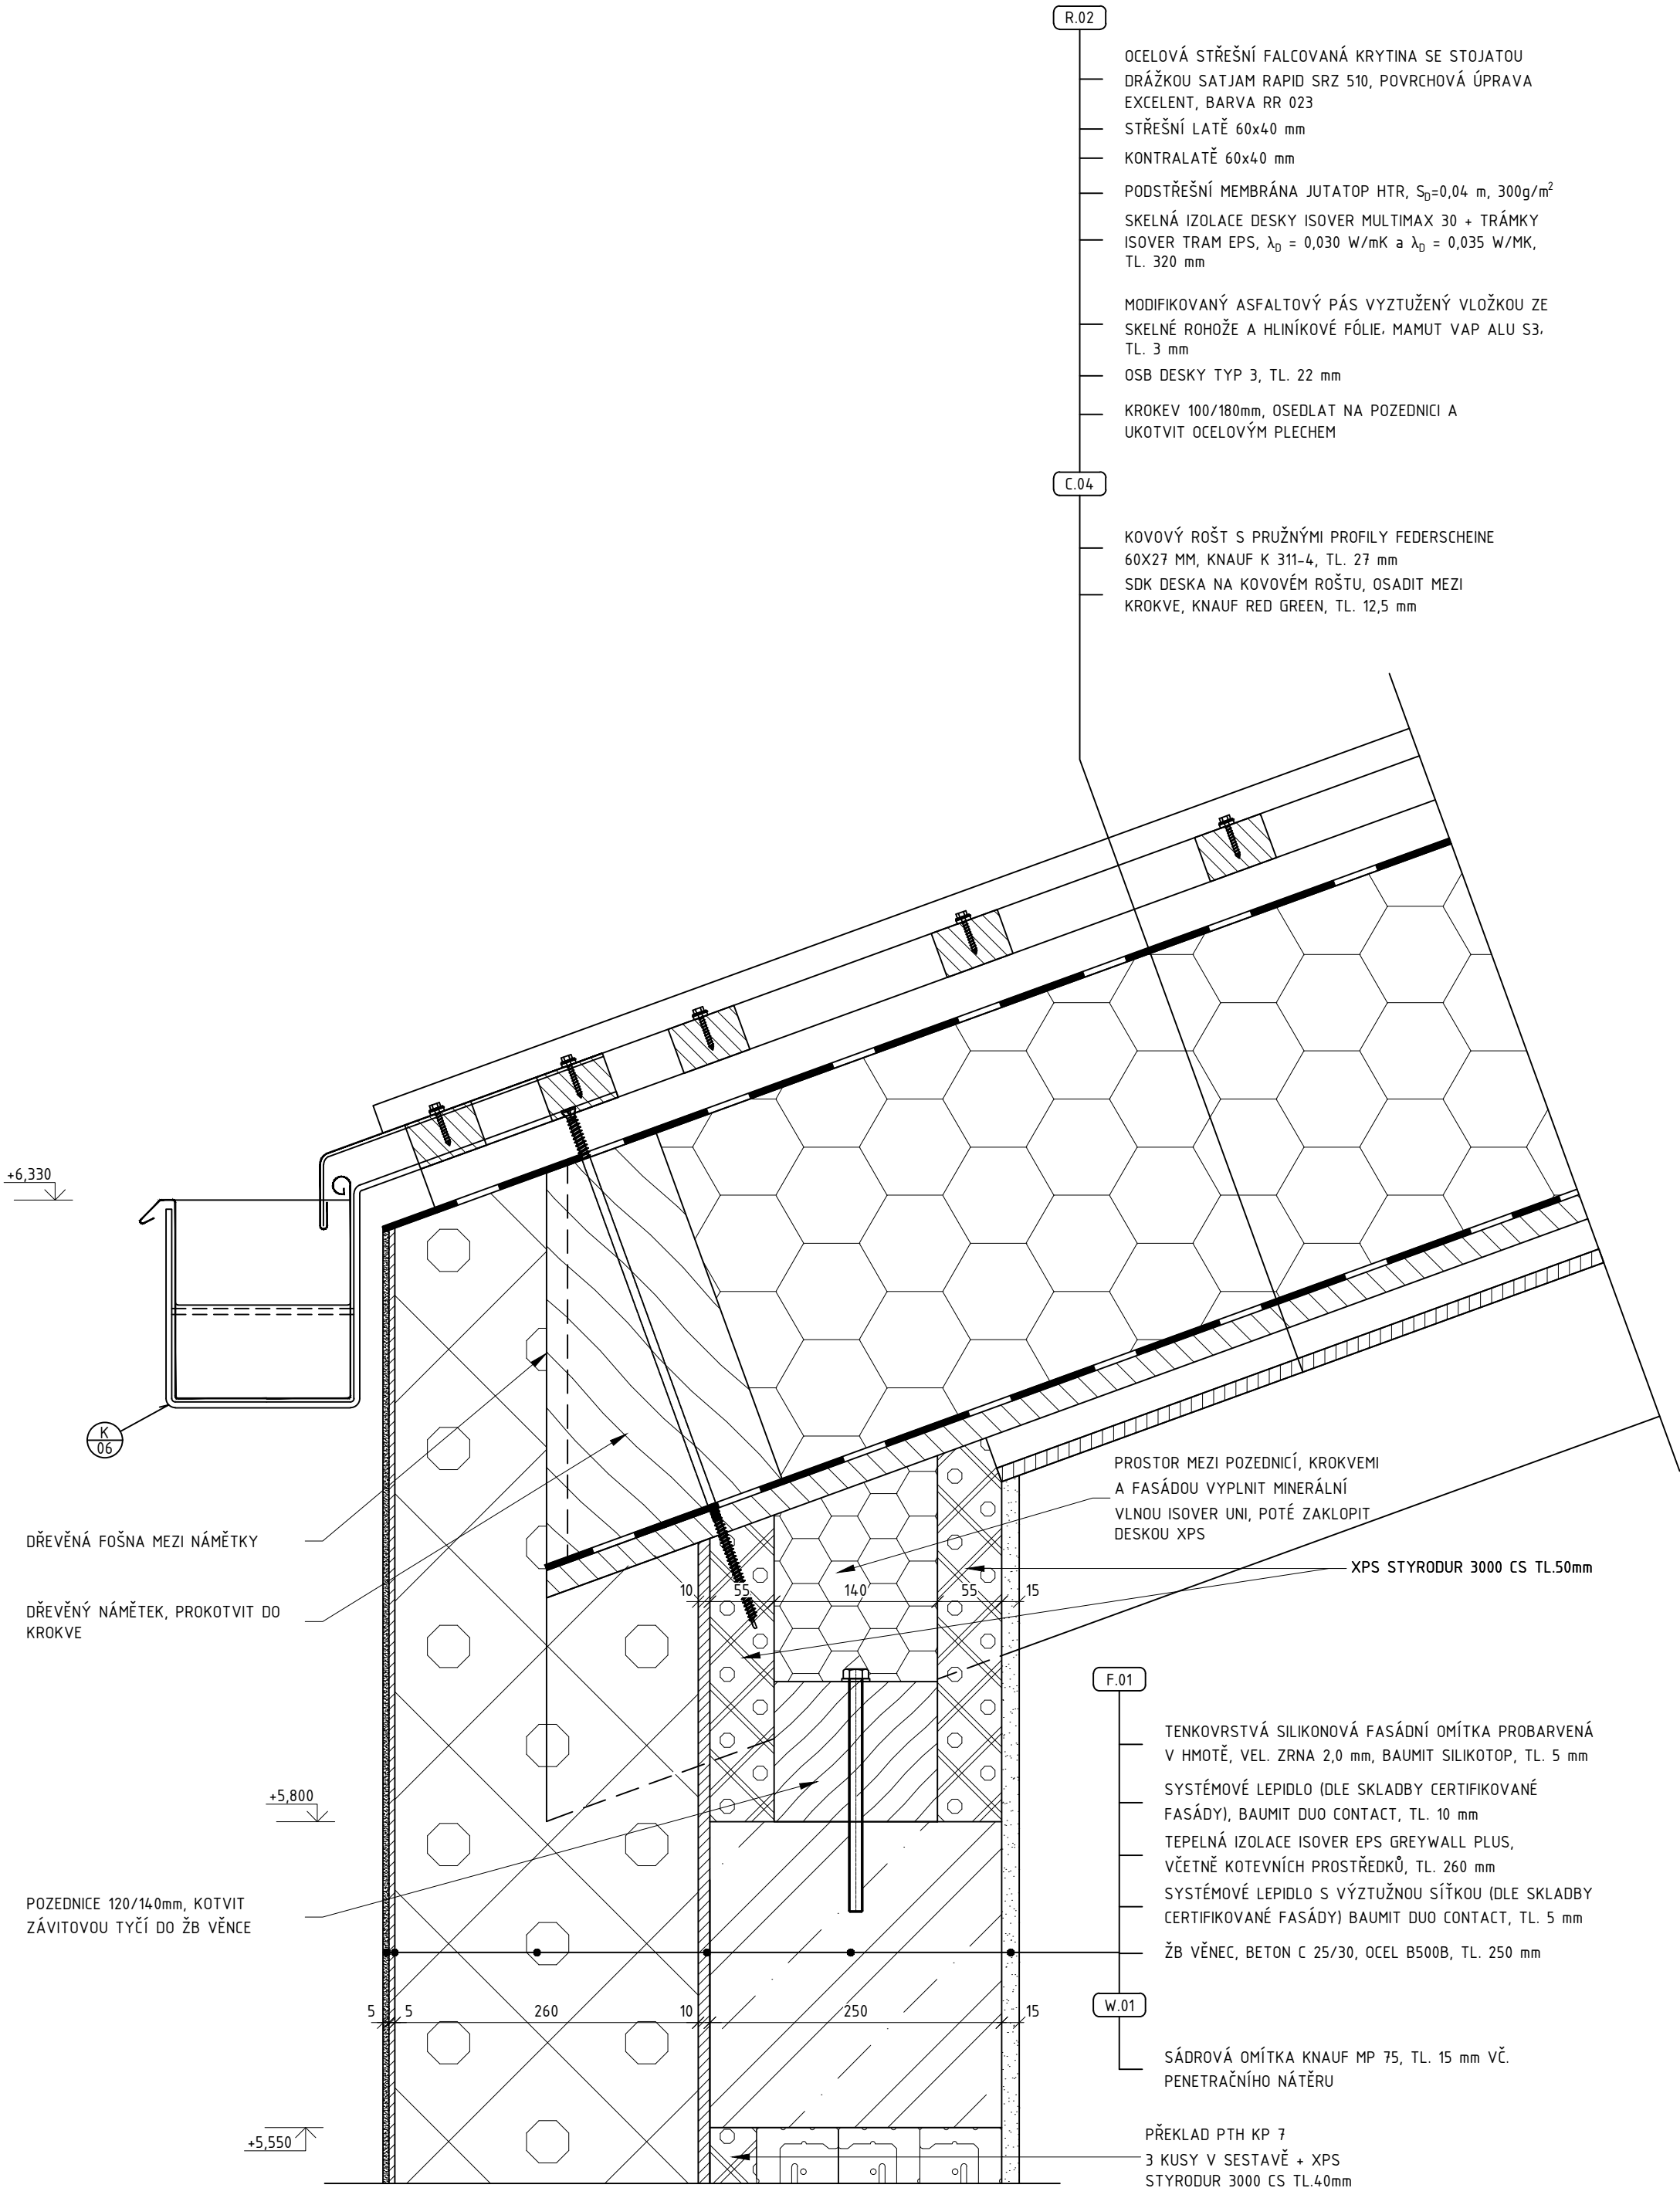 R.02
OCELOVÁ STŘEŠNÍ FALCOVANÁ KRYTINA SE STOJATOU
DRÁŽKOU SATJAM RAPID SRZ 510, POVRCHOVÁ ÚPRAVA
EXCELENT, BARVA RR 023
STŘEŠNÍ LATĚ 60x40 mm
KONTRALATĚ 60x40 mm
PODSTŘEŠNÍ MEMBRÁNA JUTATOP HTR, S_D=0,04 m, 300g/m²
SKELNÁ IZOLACE DESKY ISOVER MULTIMAX 30 + TRÁMKY
ISOVER TRAM EPS, λ_D = 0,030 W/mK a λ_D = 0,035 W/MK,
TL. 320 mm
MODIFIKOVANÝ ASFALTOVÝ PÁS VYZTUŽENÝ VLOŽKOU ZE
SKELNÉ ROHOŽE A HLINÍKOVÉ FÓLIE, MAMUT VAP ALU S3,
TL. 3 mm
OSB DESKY TYP 3, TL. 22 mm
KROKEV 100/180mm, OSEDLAT NA POZEDNICI A
UKOTVIT OCELOVÝM PLECHEM
C.04
KOVOVÝ ROŠT S PRUŽNÝMI PROFILY FEDERSCHEINE
60X27 MM, KNAUF K 311-4, TL. 27 mm
SDK DESKA NA KOVOVÉM ROŠTU, OSADIT MEZI
KROKVE, KNAUF RED GREEN, TL. 12,5 mm
+6,330
K
06
PROSTOR MEZI POZEDNICÍ, KROKVEMI
A FASÁDOU VYPLNIT MINERÁLNÍ
VLNOU ISOVER UNI, POTÉ ZAKLOPIT
DESKOU XPS
DŘEVĚNÁ FOŠNA MEZI NÁMĚTKY
XPS STYRODUR 3000 CS TL.50mm
10 55 140 55 15
DŘEVĚNÝ NÁMĚTEK, PROKOTVIT DO
KROKVE
F.01
TENKOVRSTVÁ SILIKONOVÁ FASÁDNÍ OMÍTKA PROBARVENÁ
V HMOTĚ, VEL. ZRNA 2,0 mm, BAUMIT SILIKOTOP, TL. 5 mm
SYSTÉMOVÉ LEPIDLO (DLE SKLADBY CERTIFIKOVANÉ
FASÁDY), BAUMIT DUO CONTACT, TL. 10 mm
+5,800
TEPELNÁ IZOLACE ISOVER EPS GREYWALL PLUS,
VČETNĚ KOTEVNÍCH PROSTŘEDKŮ, TL. 260 mm
SYSTÉMOVÉ LEPIDLO S VÝZTUŽNOU SÍŤKOU (DLE SKLADBY
CERTIFIKOVANÉ FASÁDY) BAUMIT DUO CONTACT, TL. 5 mm
POZEDNICE 120/140mm, KOTVIT
ZÁVITOVOU TYČÍ DO ŽB VĚNCE
ŽB VĚNEC, BETON C 25/30, OCEL B500B, TL. 250 mm
W.01
5 5 260 10 250 15
SÁDROVÁ OMÍTKA KNAUF MP 75, TL. 15 mm VČ.
PENETRAČNÍHO NÁTĚRU
+5,550
PŘEKLAD PTH KP 7
3 KUSY V SESTAVĚ + XPS
STYRODUR 3000 CS TL.40mm